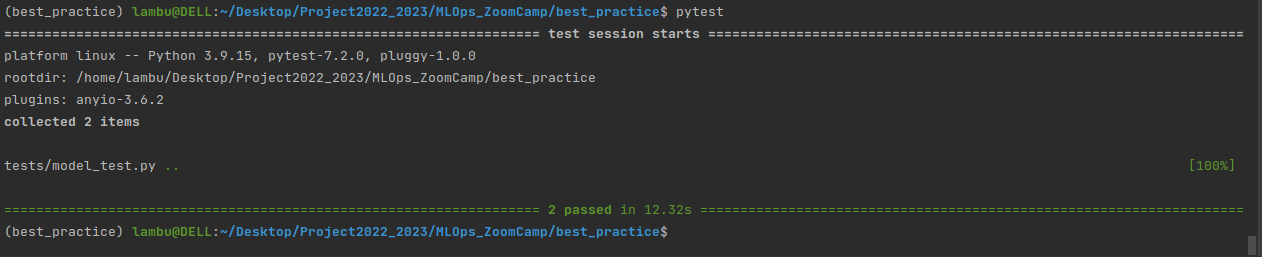 (best_practice) lambu@DELL:~/Desktop/Project2022_2023/MLOps_ZoomCamp/best_practice$ pytest
=================================================================== test session starts ===================================================================
platform linux -- Python 3.9.15, pytest-7.2.0, pluggy-1.0.0
rootdir: /home/lambu/Desktop/Project2022_2023/MLOps_ZoomCamp/best_practice
plugins: anyio-3.6.2
collected 2 items
tests/model_test.py .. [100%]
=================================================================== 2 passed in 12.32s ====================================================================
(best_practice) lambu@DELL:~/Desktop/Project2022_2023/MLOps_ZoomCamp/best_practice$